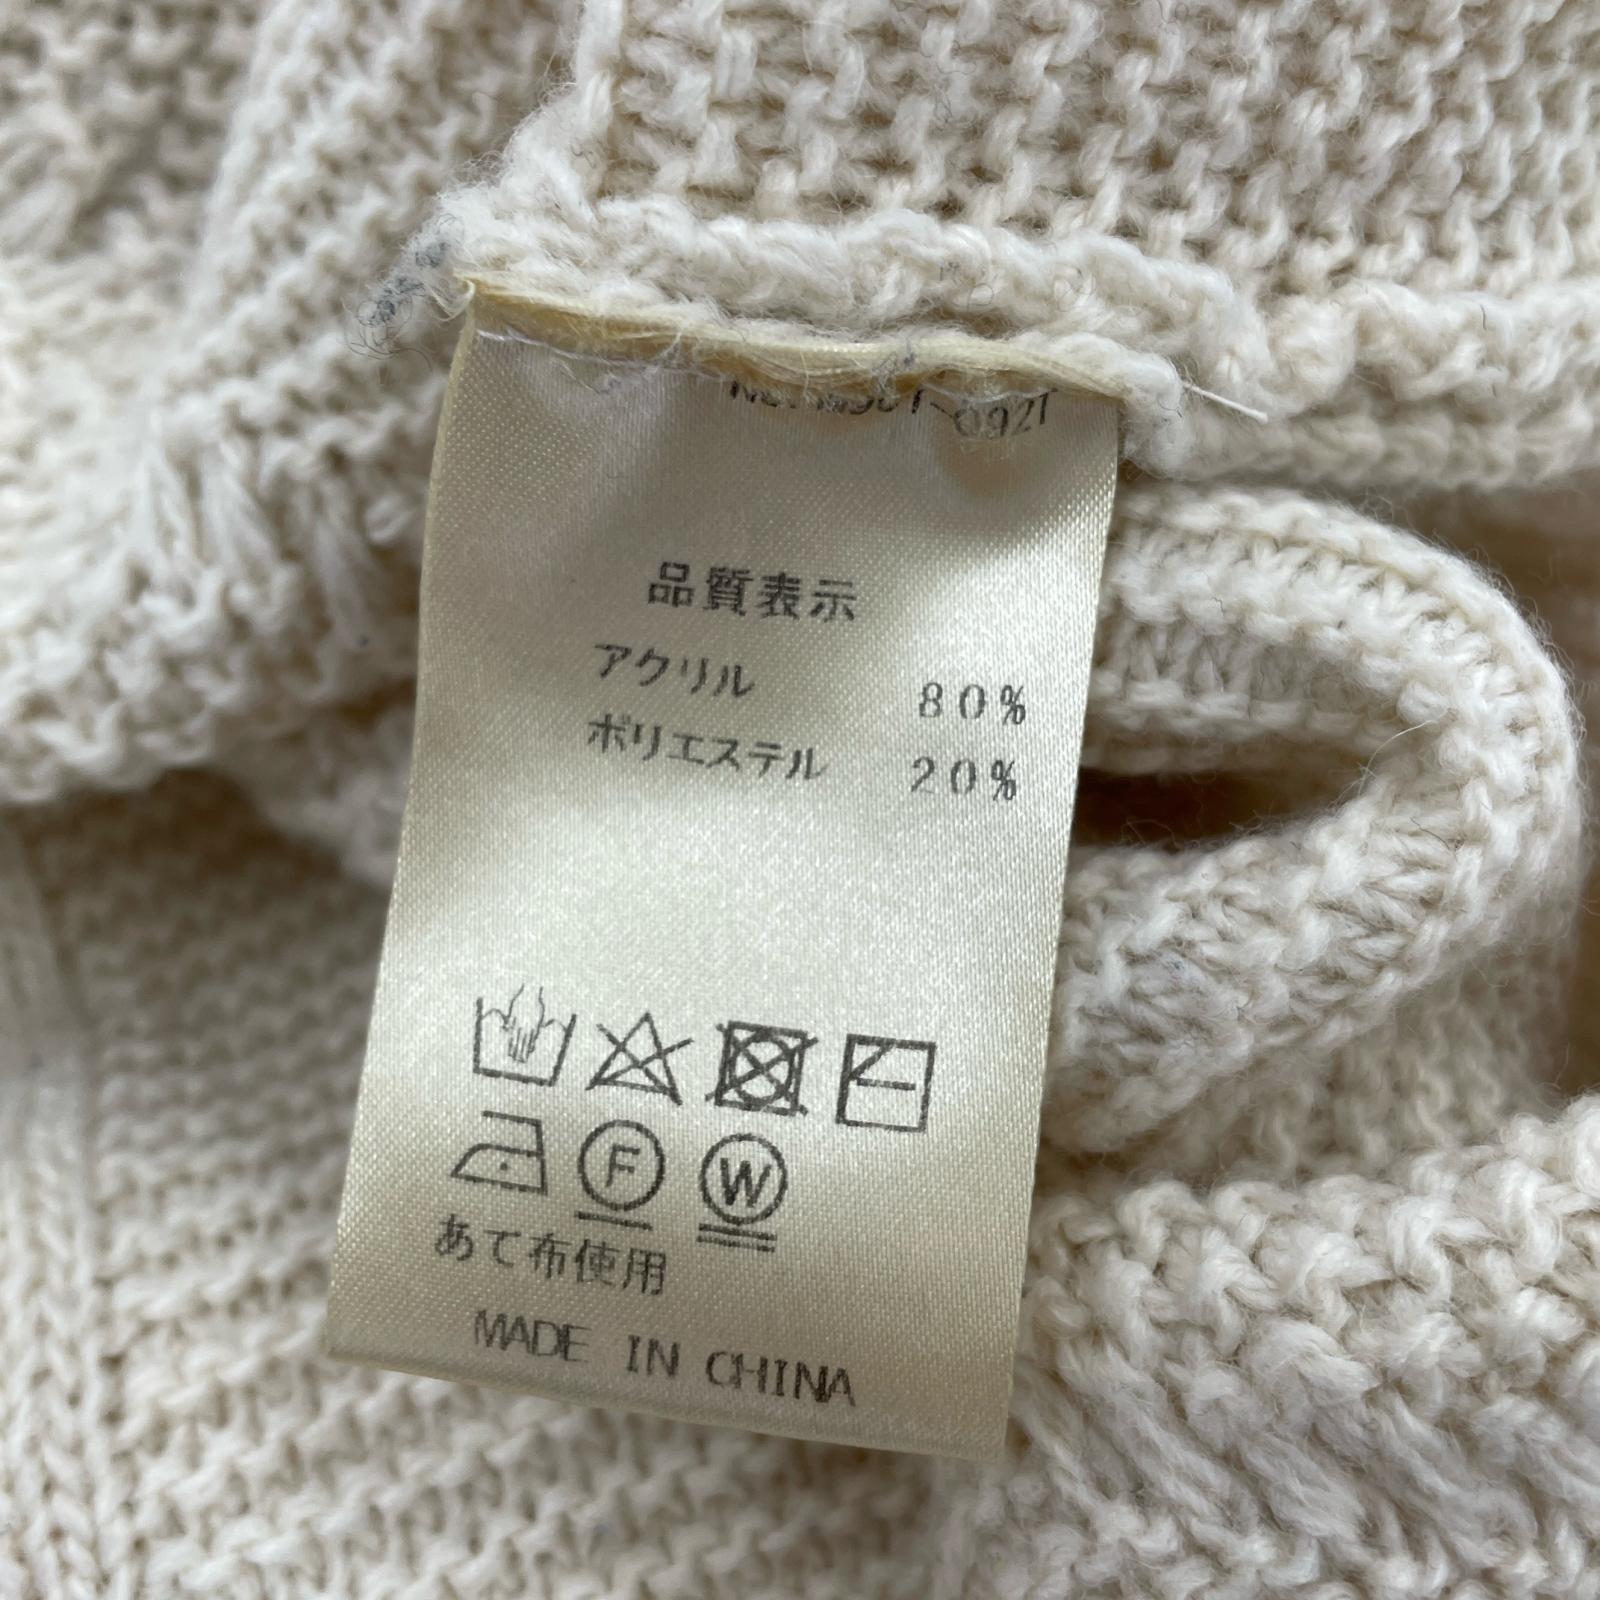 品質表示
アクリル 80%
ポリエステル 20%
F W
あて布使用
MADE IN CHINA